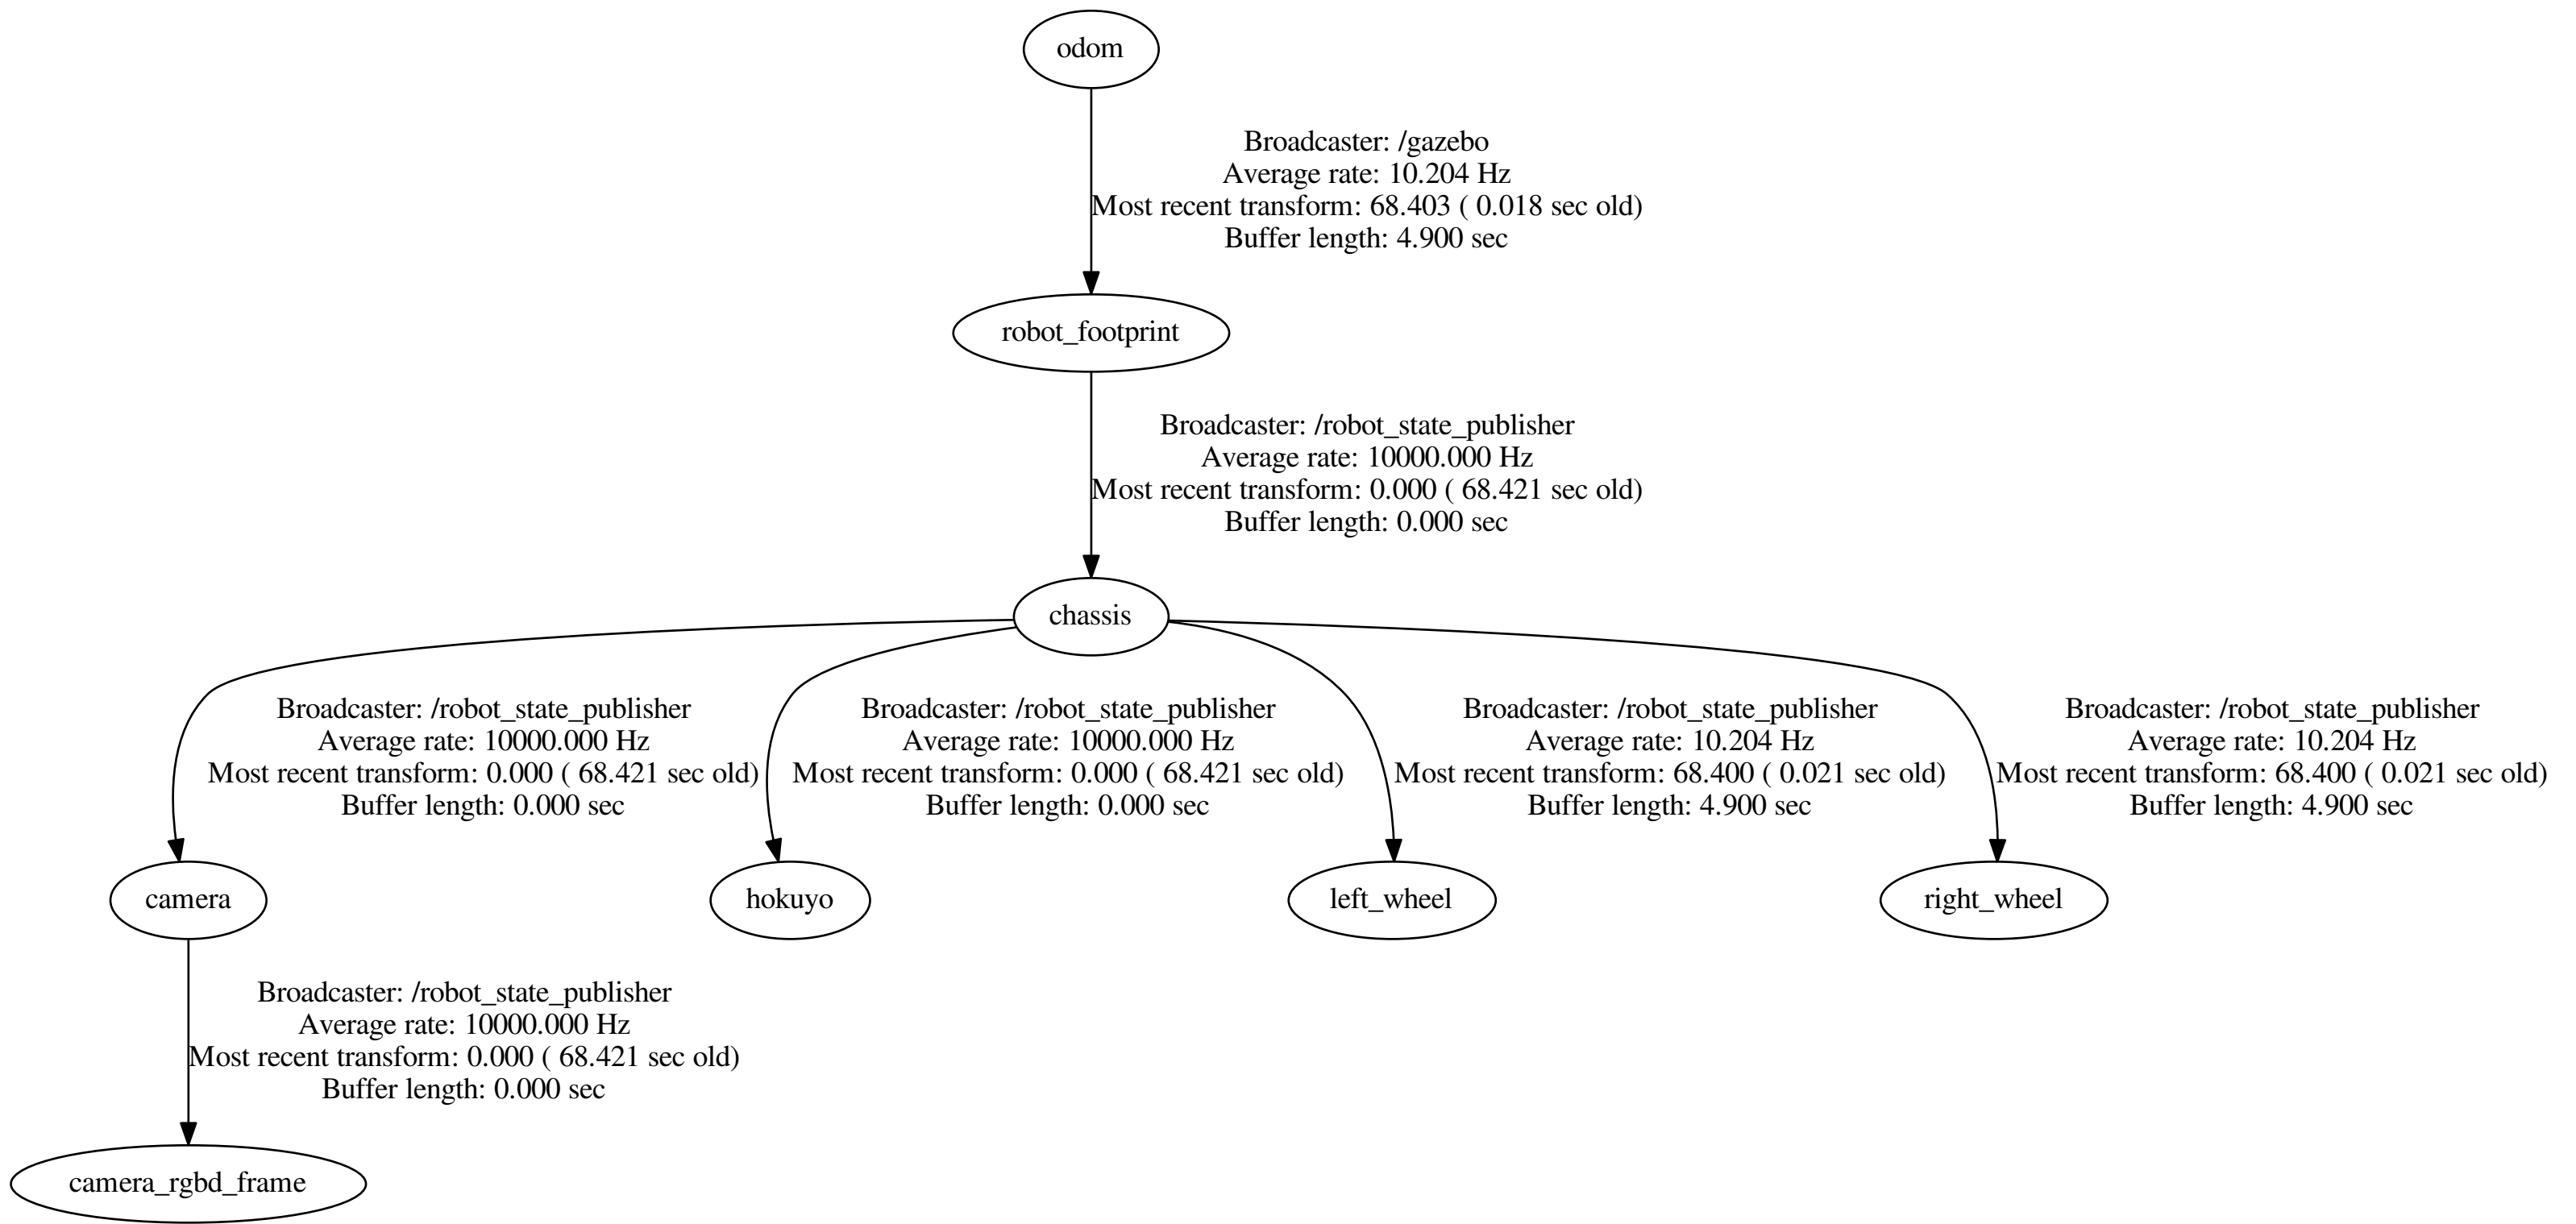 odom
Broadcaster: /gazebo
Average rate: 10.204 Hz
Most recent transform: 68.403 ( 0.018 sec old)
Buffer length: 4.900 sec
robot_footprint
Broadcaster: /robot_state_publisher
Average rate: 10000.000 Hz
Most recent transform: 0.000 ( 68.421 sec old)
Buffer length: 0.000 sec
chassis
Broadcaster: /robot_state_publisher
Average rate: 10000.000 Hz
Most recent transform: 0.000 ( 68.421 sec old)
Buffer length: 0.000 sec
Broadcaster: /robot_state_publisher
Average rate: 10000.000 Hz
Most recent transform: 0.000 ( 68.421 sec old)
Buffer length: 0.000 sec
Broadcaster: /robot_state_publisher
Average rate: 10.204 Hz
Most recent transform: 68.400 ( 0.021 sec old)
Buffer length: 4.900 sec
Broadcaster: /robot_state_publisher
Average rate: 10.204 Hz
Most recent transform: 68.400 ( 0.021 sec old)
Buffer length: 4.900 sec
camera
hokuyo
left_wheel
right_wheel
Broadcaster: /robot_state_publisher
Average rate: 10000.000 Hz
Most recent transform: 0.000 ( 68.421 sec old)
Buffer length: 0.000 sec
camera_rgbd_frame